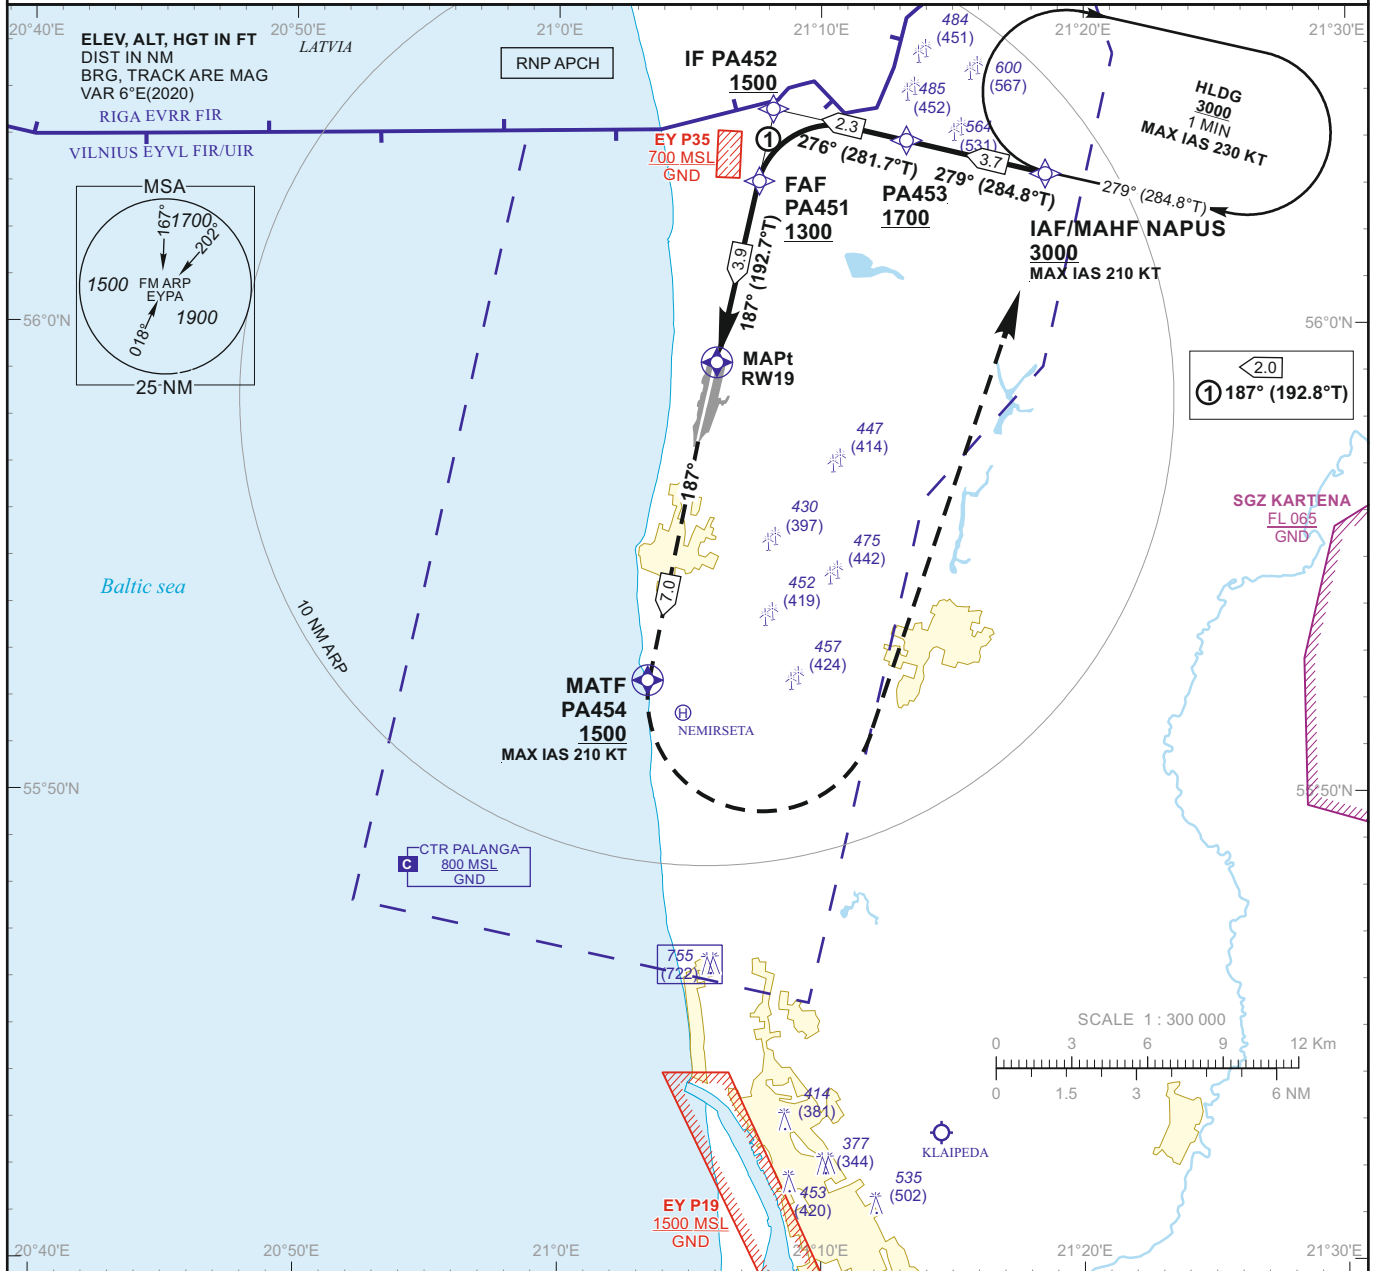 20°40'E
20°50'E
21°0'E
21°10'E
21°20'E
21°30'E
ELEV, ALT, HGT IN FT
DIST IN NM
BRG, TRACK ARE MAG
VAR 6°E(2020)
LATVIA
RNP APCH
RIGA EVRR FIR
VILNIUS EYVL FIR/UIR
IF PA452
1500
484
(451)
600
(567)
485
(452)
564
(531)
HLDG
3000
1 MIN
MAX IAS 230 KT
EY P35
700 MSL
GND
1
2.3
276° (281.7°T)
3.7
279° (284.8°T)
279° (284.8°T)
FAF
PA451
1300
PA453
1700
IAF/MAHF NAPUS
3000
MAX IAS 210 KT
MSA
167°
1700
202°
1500
FM ARP
EYPA
018°
1900
25 NM
3.9
187° (192.7°T)
56°0'N
56°0'N
MAPt
RW19
2.0
1 187° (192.8°T)
447
(414)
187°
430
(397)
475
(442)
SGZ KARTENA
FL 065
GND
Baltic sea
452
(419)
7.0
10 NM ARP
457
(424)
MATF
PA454
1500
MAX IAS 210 KT
H
NEMIRSETA
55°50'N
55°50'N
C
CTR PALANGA
800 MSL
GND
755
(722)
SCALE 1 : 300 000
0 3 6 9 12 Km
0 1.5 3 6 NM
414
(381)
377
(344)
KLAIPEDA
453
(420)
535
(502)
EY P19
1500 MSL
GND
20°40'E
20°50'E
21°0'E
21°10'E
21°20'E
21°30'E